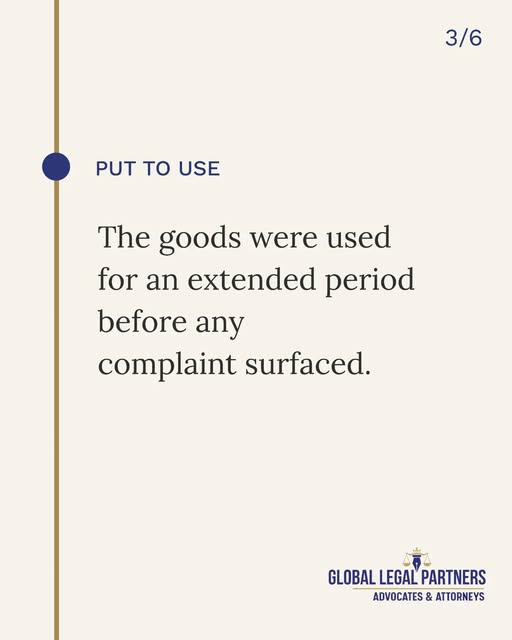 3/6
PUT TO USE
The goods were used
for an extended period
before any
complaint surfaced.
GLOBAL LEGAL PARTNERS
ADVOCATES & ATTORNEYS